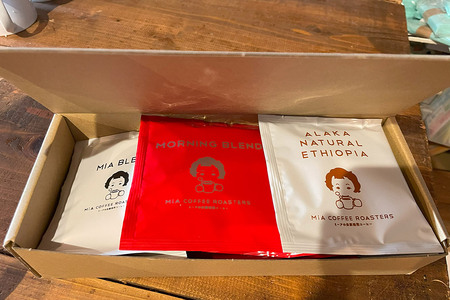 MIA BLE
MIA COFFEE ROASTERS
MORNING BLEND
MIA COFFEE ROASTERS
ALAKA
NATURAL
ETHIOPIA
MIA COFFEE ROASTERS